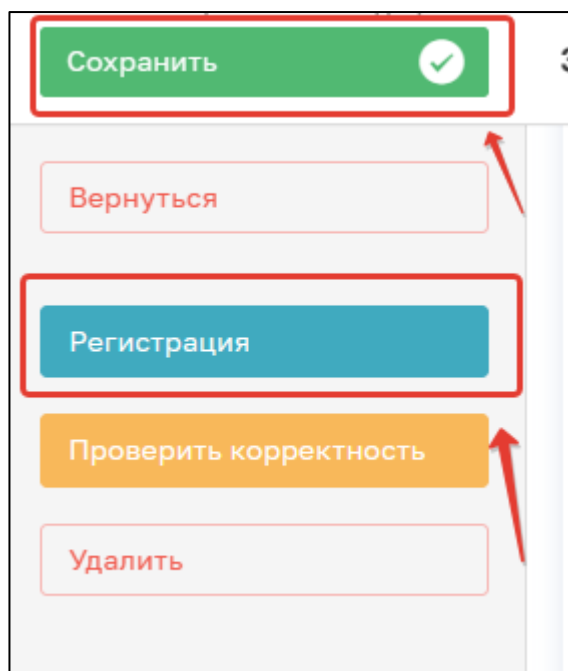 Сохранить
Вернуться
Регистрация
Проверить корректность
Удалить